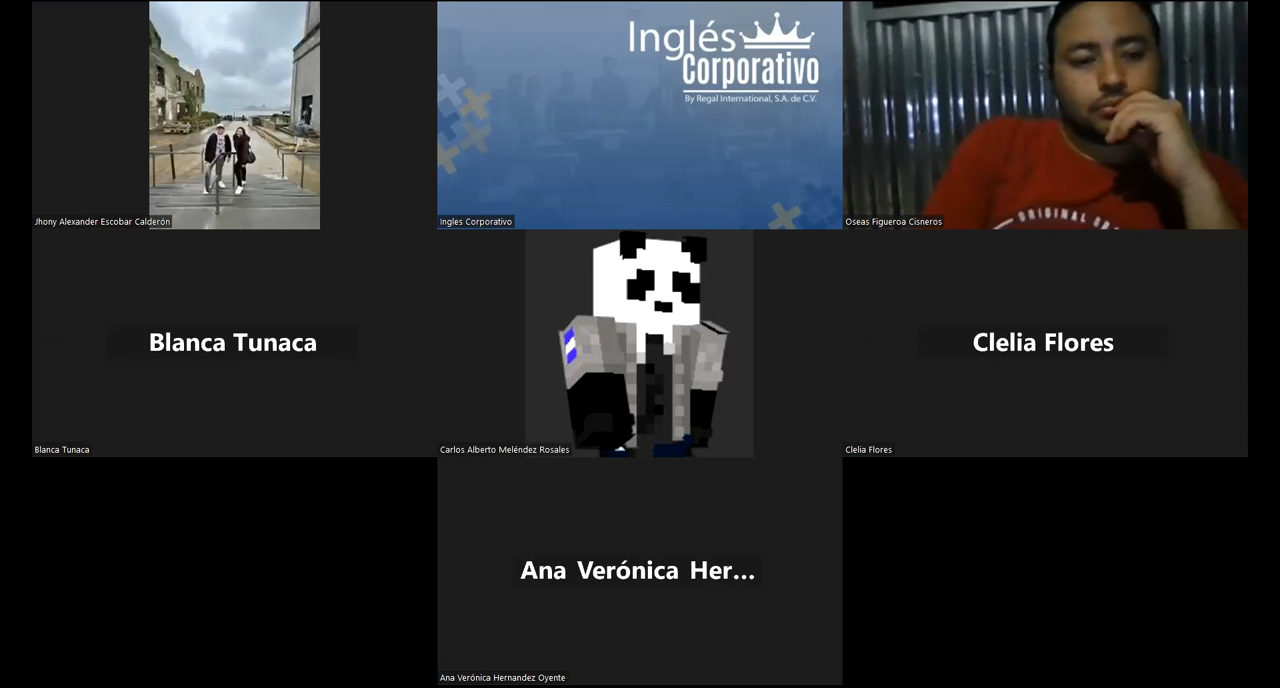 Inglés
Corporativo
By Regal International, S.A. de C.V.
Jhony Alexander Escobar Calderón
Ingles Corporativo
Oseas Figueroa Cisneros
ORIGINAL
Blanca Tunaca
Clelia Flores
Blanca Tunaca
Carlos Alberto Meléndez Rosales
Clelia Flores
Ana Verónica Her...
Ana Verónica Hernandez Oyente